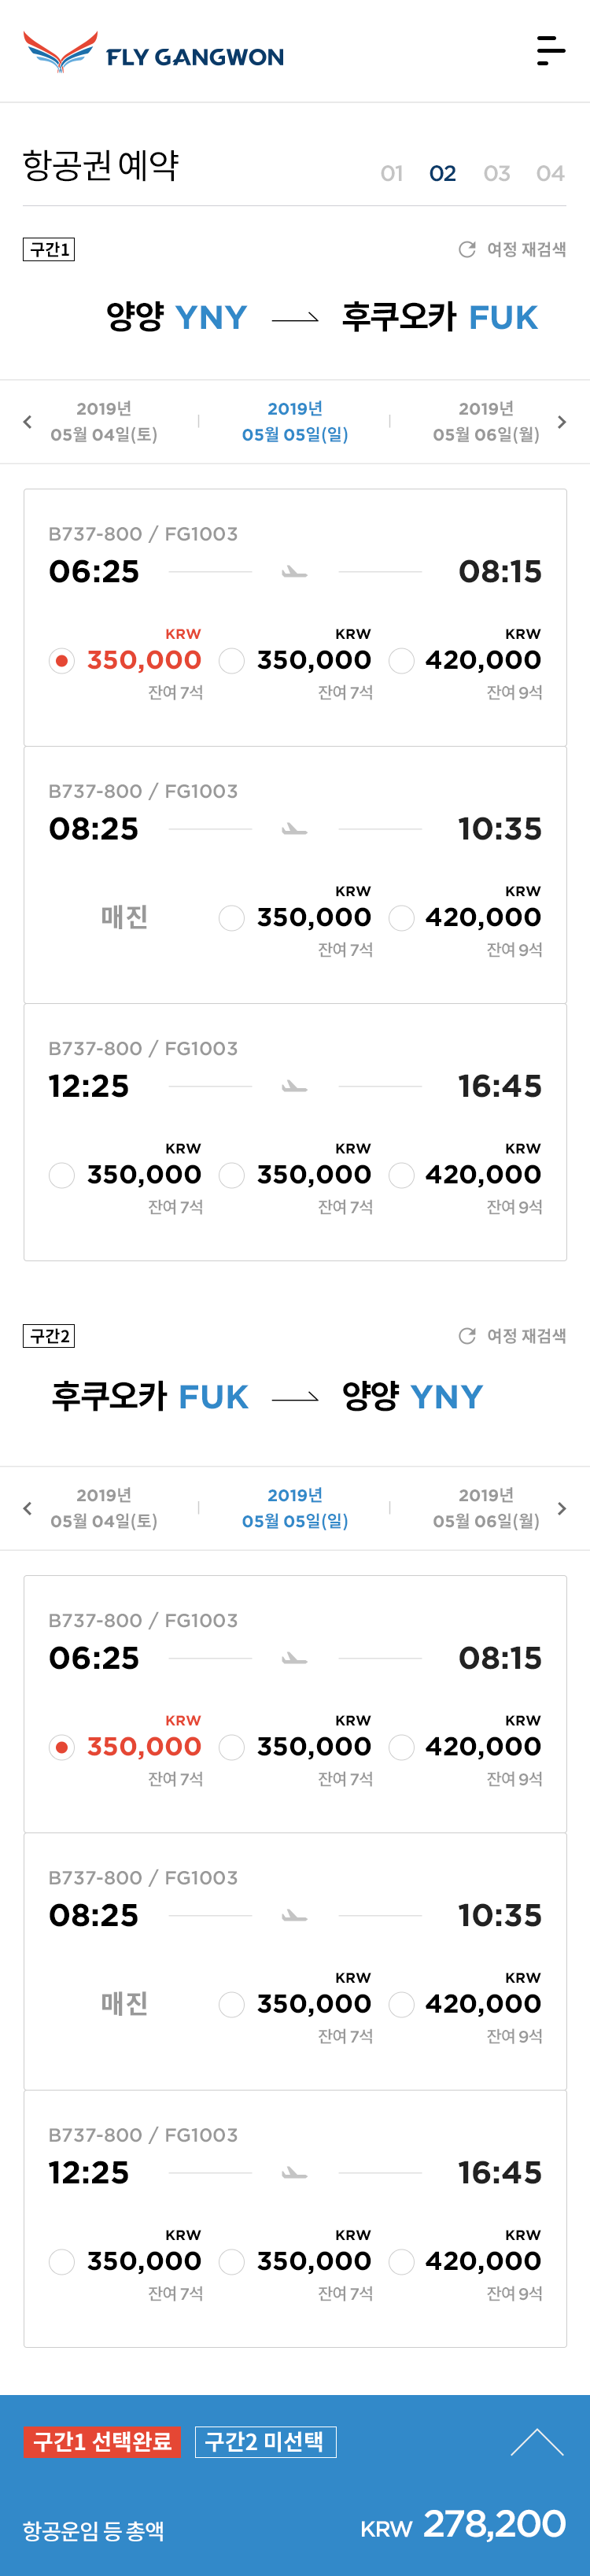 FLY GANGWON
항공권 예약
01 02 03 04
구간1
여정 재검색
양양 YNY 후쿠오카 FUK
2019년 2019년 2019년
05월 04일(토) 05월 05일(일) 05월 06일(월)
B737-800 / FG1003
06:25 08:15
KRW KRW KRW
350,000 350,000 420,000
잔여 7석 잔여 7석 잔여 9석
B737-800 / FG1003
08:25 10:35
KRW KRW
매진 350,000 420,000
잔여 7석 잔여 9석
B737-800 / FG1003
12:25 16:45
KRW KRW KRW
350,000 350,000 420,000
잔여 7석 잔여 7석 잔여 9석
구간2
여정 재검색
후쿠오카 FUK 양양 YNY
2019년 2019년 2019년
05월 04일(토) 05월 05일(일) 05월 06일(월)
B737-800 / FG1003
06:25 08:15
KRW KRW KRW
350,000 350,000 420,000
잔여 7석 잔여 7석 잔여 9석
B737-800 / FG1003
08:25 10:35
KRW KRW
매진 350,000 420,000
잔여 7석 잔여 9석
B737-800 / FG1003
12:25 16:45
KRW KRW KRW
350,000 350,000 420,000
잔여 7석 잔여 7석 잔여 9석
구간1 선택완료 구간2 미선택
항공운임 등 총액 KRW 278,200